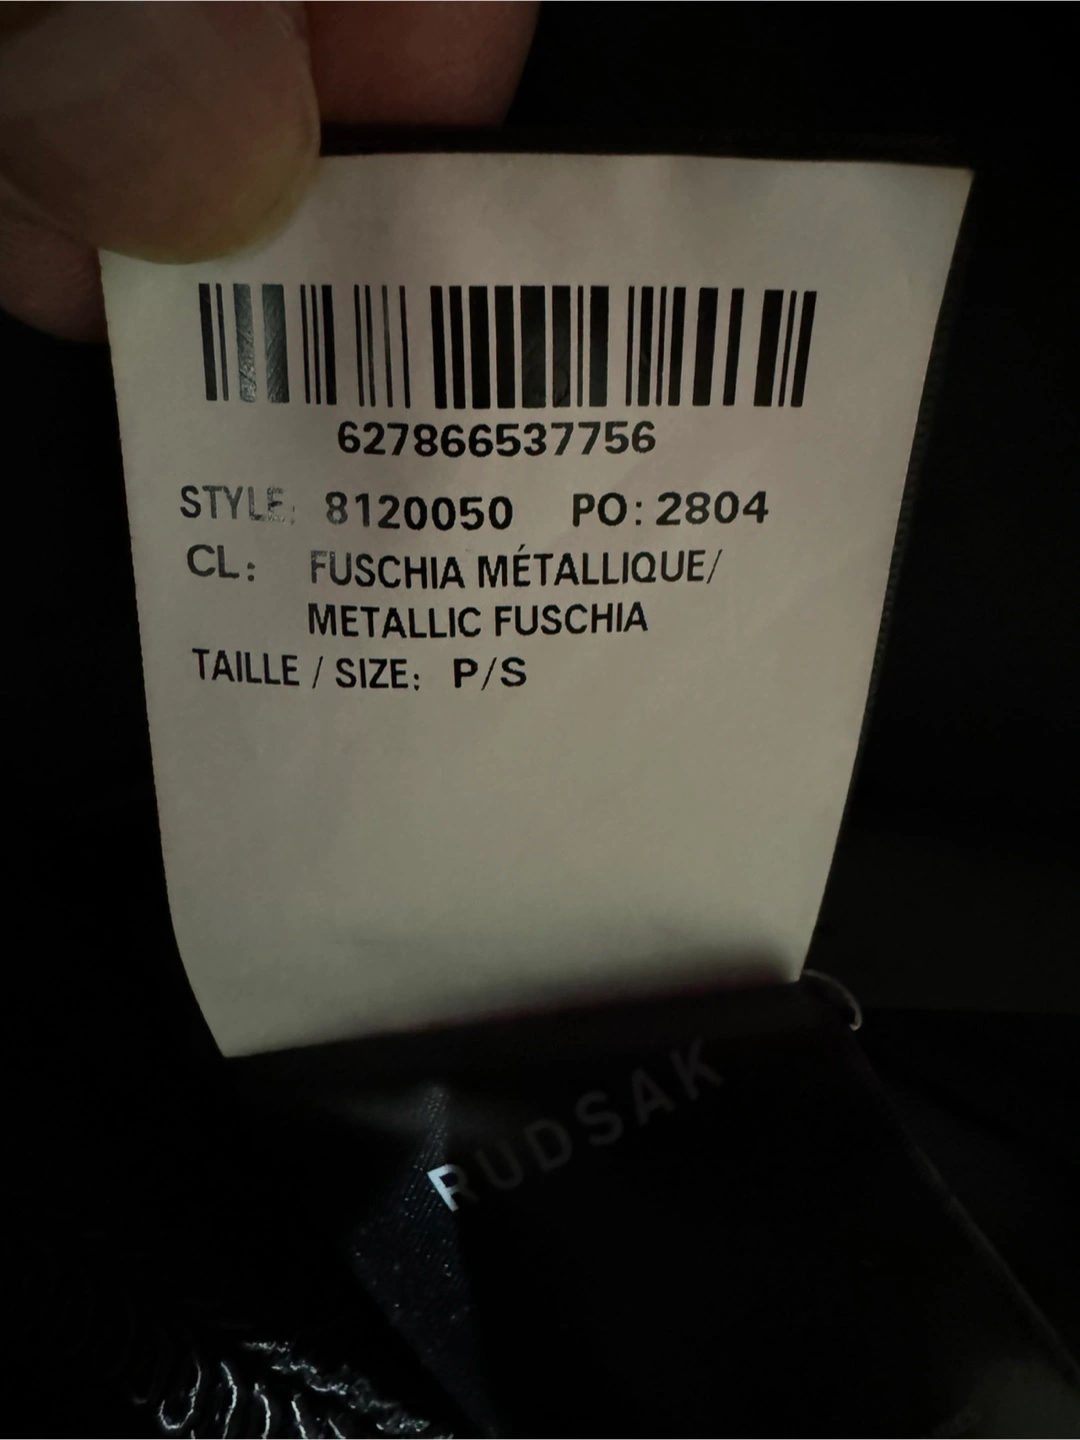 627866537756
STYLE: 8120050 PO: 2804
CL: FUSCHIA MÉTALLIQUE/
METALLIC FUSCHIA
TAILLE / SIZE: P/S
RUDSAK